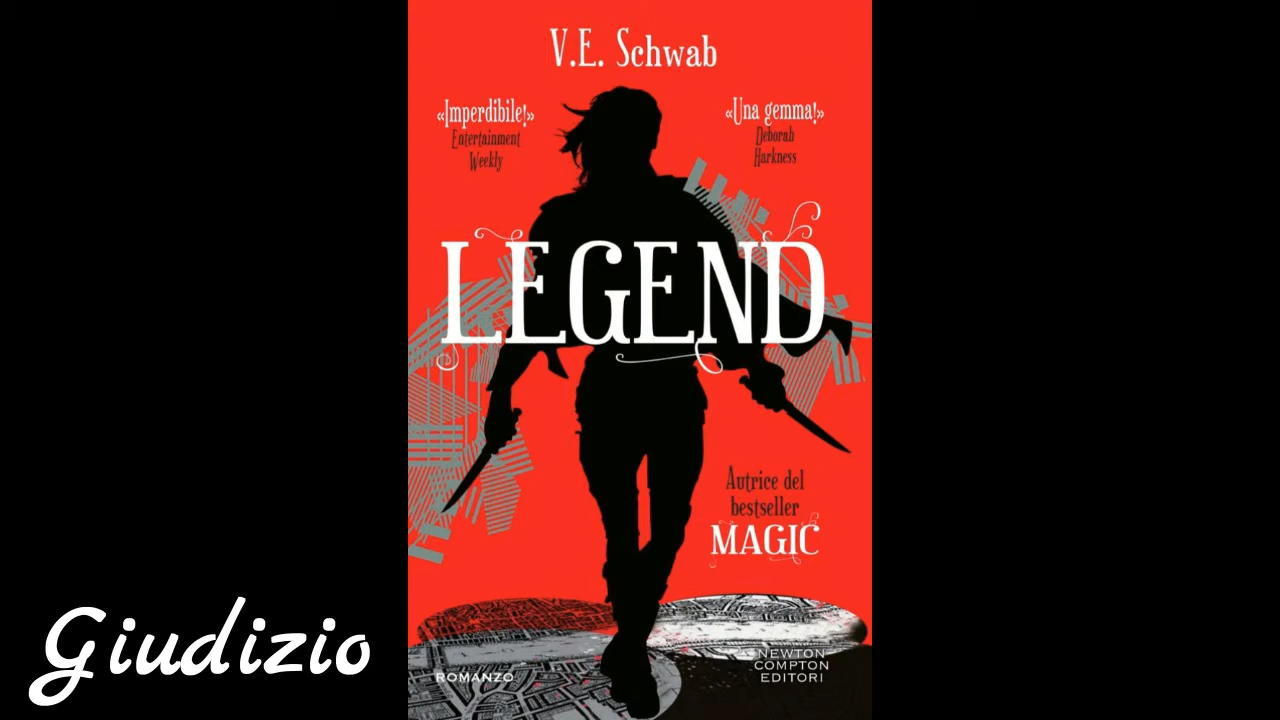 V.E. Schwab
«Imperdibile!»
Entertainment
Weekly
«Una gemma!»
Deborah
Harkness
LEGEND
Autrice del
bestseller
MAGIC
Giudizio
ROMANZO
NEWTON
COMPTON
EDITORI